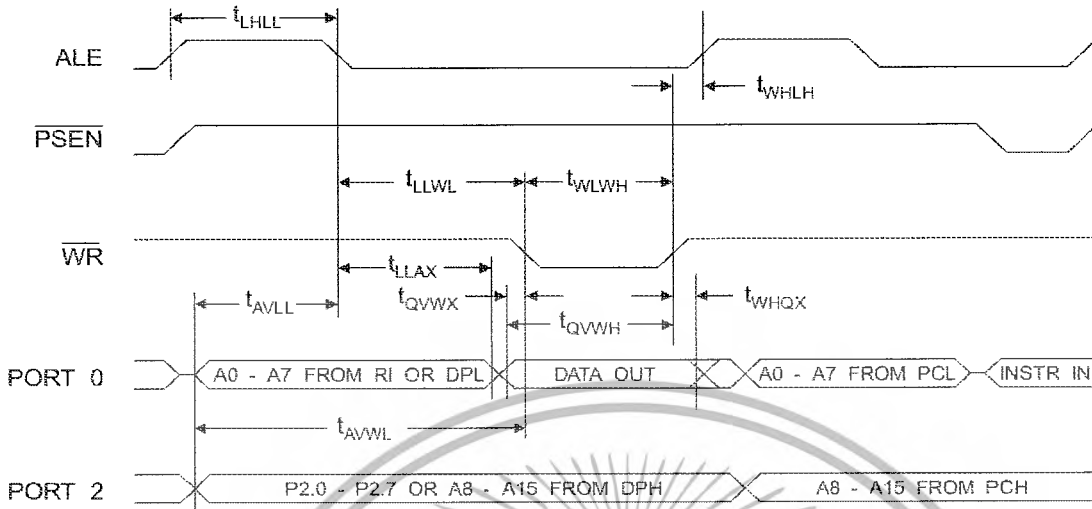 tLHLL
ALE
tWHLH
PSEN
tLLWL
tWLWH
WR
tLLAX
tAVLL
tQVWX
tWHQX
tQVWH
PORT 0
A0 - A7 FROM RI OR DPL
DATA OUT
A0 - A7 FROM PCL
INSTR IN
tAVWL
PORT 2
P2.0 - P2.7 OR A8 - A15 FROM DPH
A8 - A15 FROM PCH